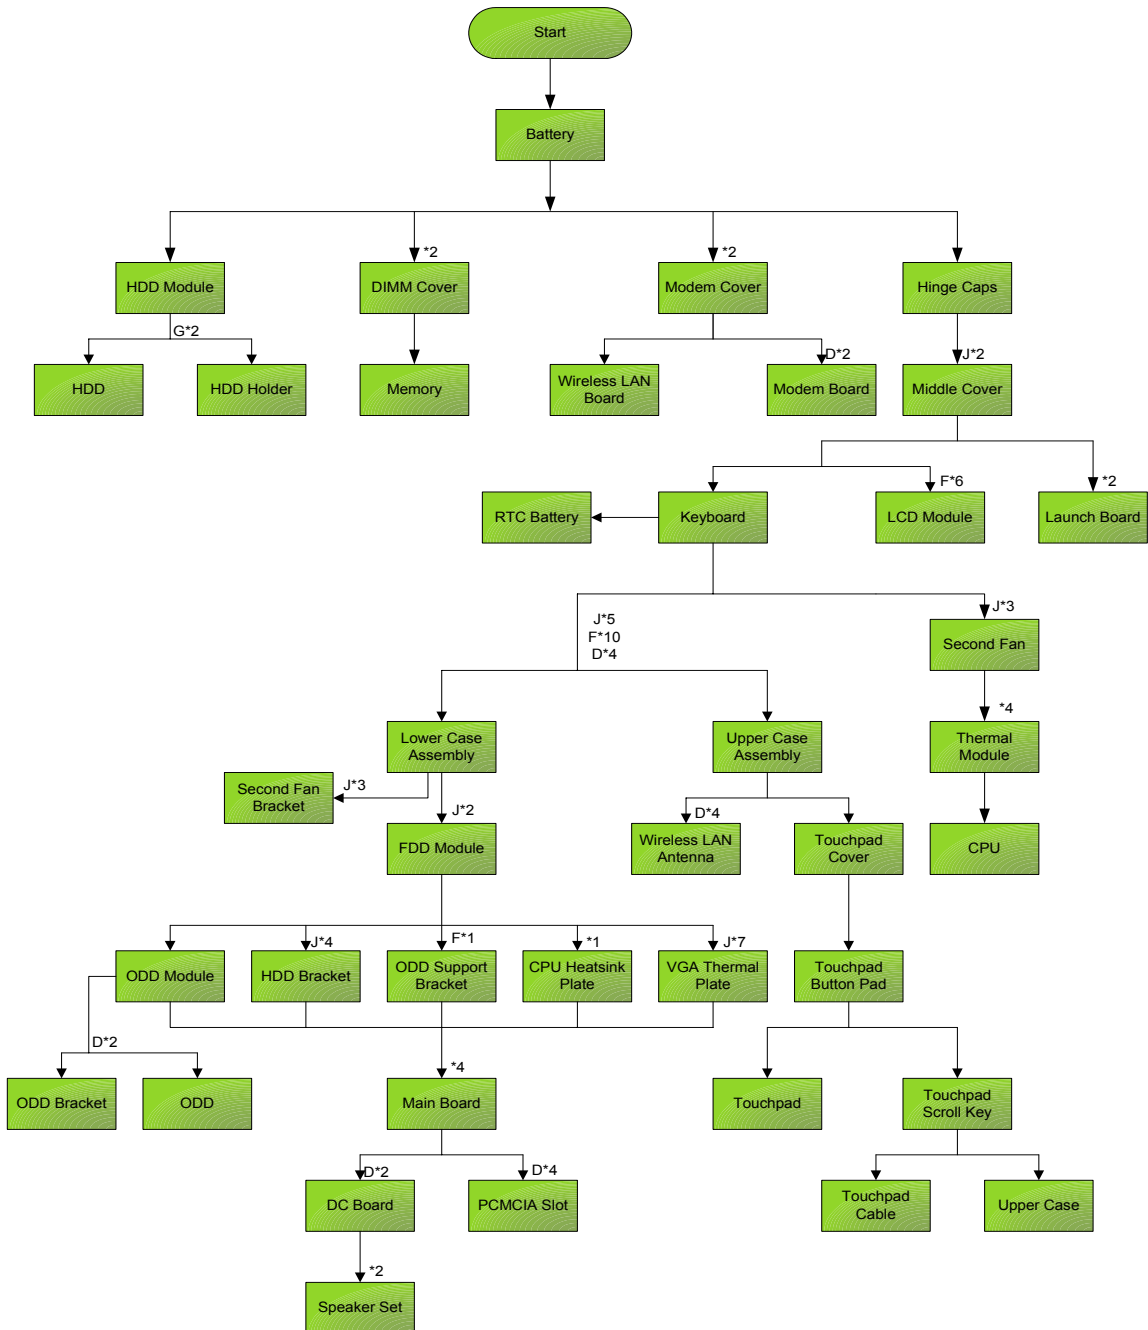 Start
Battery
*2
*2
HDD Module
DIMM Cover
Modem Cover
Hinge Caps
G*2
D*2
J*2
HDD
HDD Holder
Memory
Wireless LAN
Board
Modem Board
Middle Cover
F*6
*2
RTC Battery
Keyboard
LCD Module
Launch Board
J*5
F*10
D*4
J*3
Second Fan
*4
Lower Case
Assembly
Upper Case
Assembly
Thermal
Module
Second Fan
Bracket
J*3
J*2
D*4
FDD Module
Wireless LAN
Antenna
Touchpad
Cover
CPU
J*4
F*1
*1
J*7
ODD Module
HDD Bracket
ODD Support
Bracket
CPU Heatsink
Plate
VGA Thermal
Plate
Touchpad
Button Pad
D*2
*4
ODD Bracket
ODD
Main Board
Touchpad
Touchpad
Scroll Key
D*2
D*4
DC Board
PCMCIA Slot
Touchpad
Cable
Upper Case
*2
Speaker Set